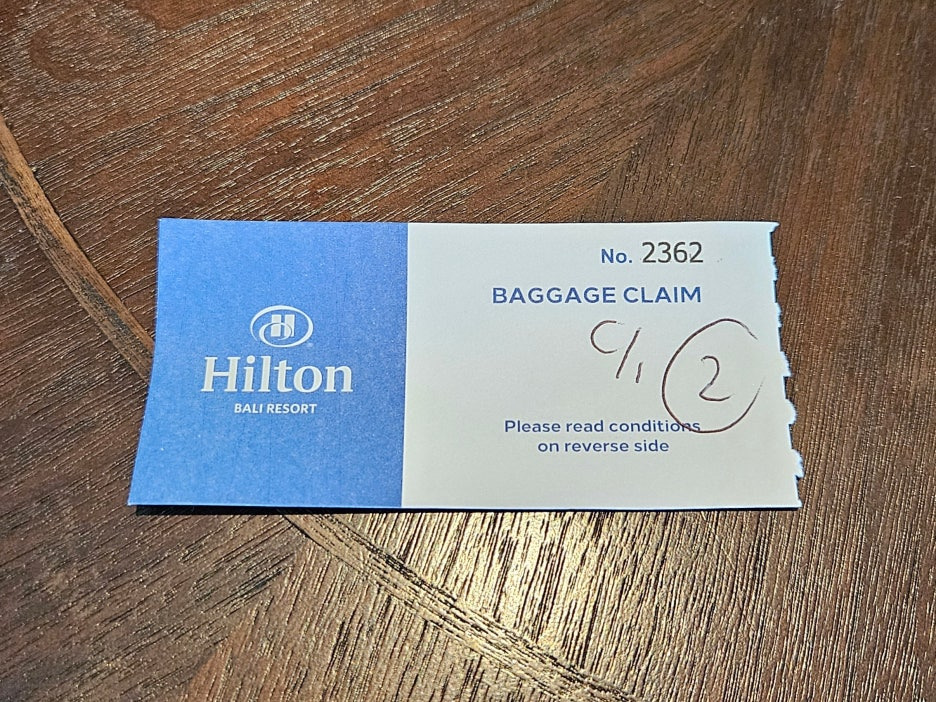 No. 2362
BAGGAGE CLAIM
C/1 2
Please read conditions
on reverse side
H
Hilton
BALI RESORT